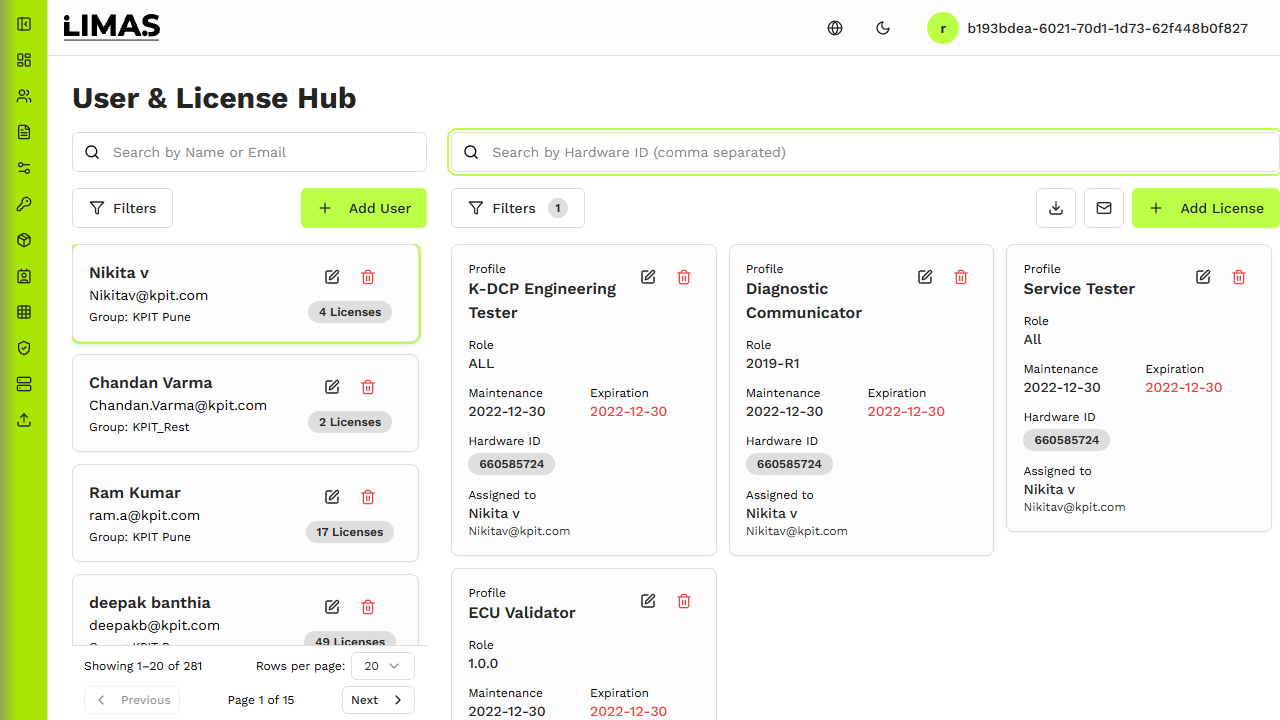 LIMAS
r
b193bdea-6021-70d1-1d73-62f448b0f827
User & License Hub
Search by Name or Email
Filters
Add User
Nikita v
Nikitav@kpit.com
Group: KPIT Pune
4 Licenses
Chandan Varma
Chandan.Varma@kpit.com
Group: KPIT_Rest
2 Licenses
Ram Kumar
ram.a@kpit.com
Group: KPIT Pune
17 Licenses
deepak banthia
deepakb@kpit.com
49 Licenses
Showing 1–20 of 281
Rows per page: 20
Previous
Page 1 of 15
Next
Search by Hardware ID (comma separated)
Filters 1
Add License
Profile
K-DCP Engineering
Tester
Role
ALL
Maintenance Expiration
2022-12-30 2022-12-30
Hardware ID
660585724
Assigned to
Nikita v
Nikitav@kpit.com
Profile
Diagnostic
Communicator
Role
2019-R1
Maintenance Expiration
2022-12-30 2022-12-30
Hardware ID
660585724
Assigned to
Nikita v
Nikitav@kpit.com
Profile
Service Tester
Role
All
Maintenance Expiration
2022-12-30 2022-12-30
Hardware ID
660585724
Assigned to
Nikita v
Nikitav@kpit.com
Profile
ECU Validator
Role
1.0.0
Maintenance Expiration
2022-12-30 2022-12-30